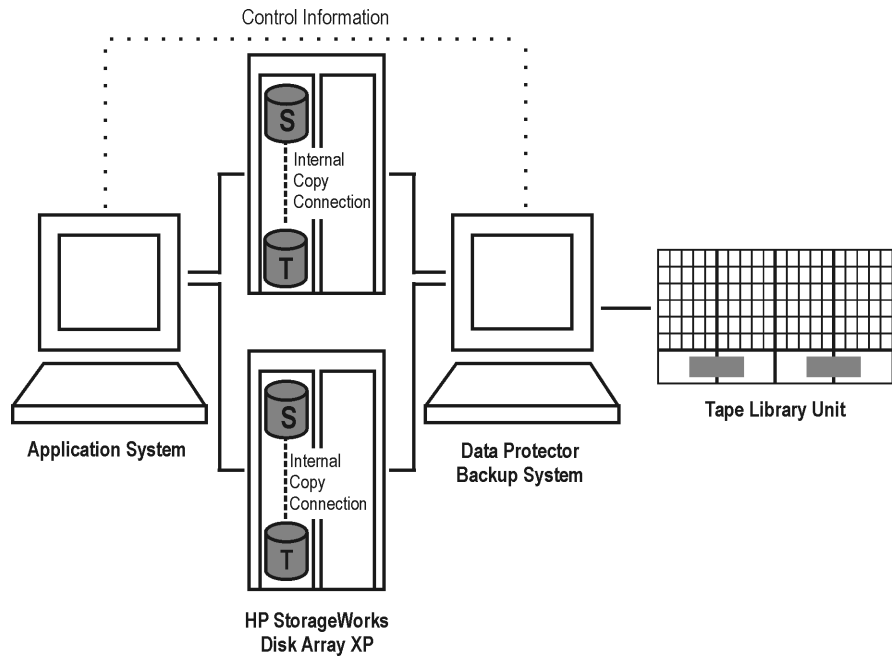 Control Information
S
Internal
Copy
Connection
T
S
Internal
Copy
Connection
T
Application System
Data Protector
Backup System
Tape Library Unit
HP StorageWorks
Disk Array XP